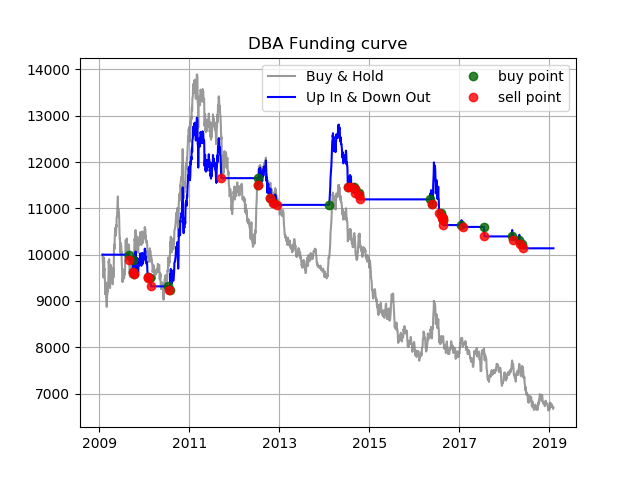 DBA Funding curve
Buy & Hold
Up In & Down Out
buy point
sell point
14000
13000
12000
11000
10000
9000
8000
7000
2009
2011
2013
2015
2017
2019